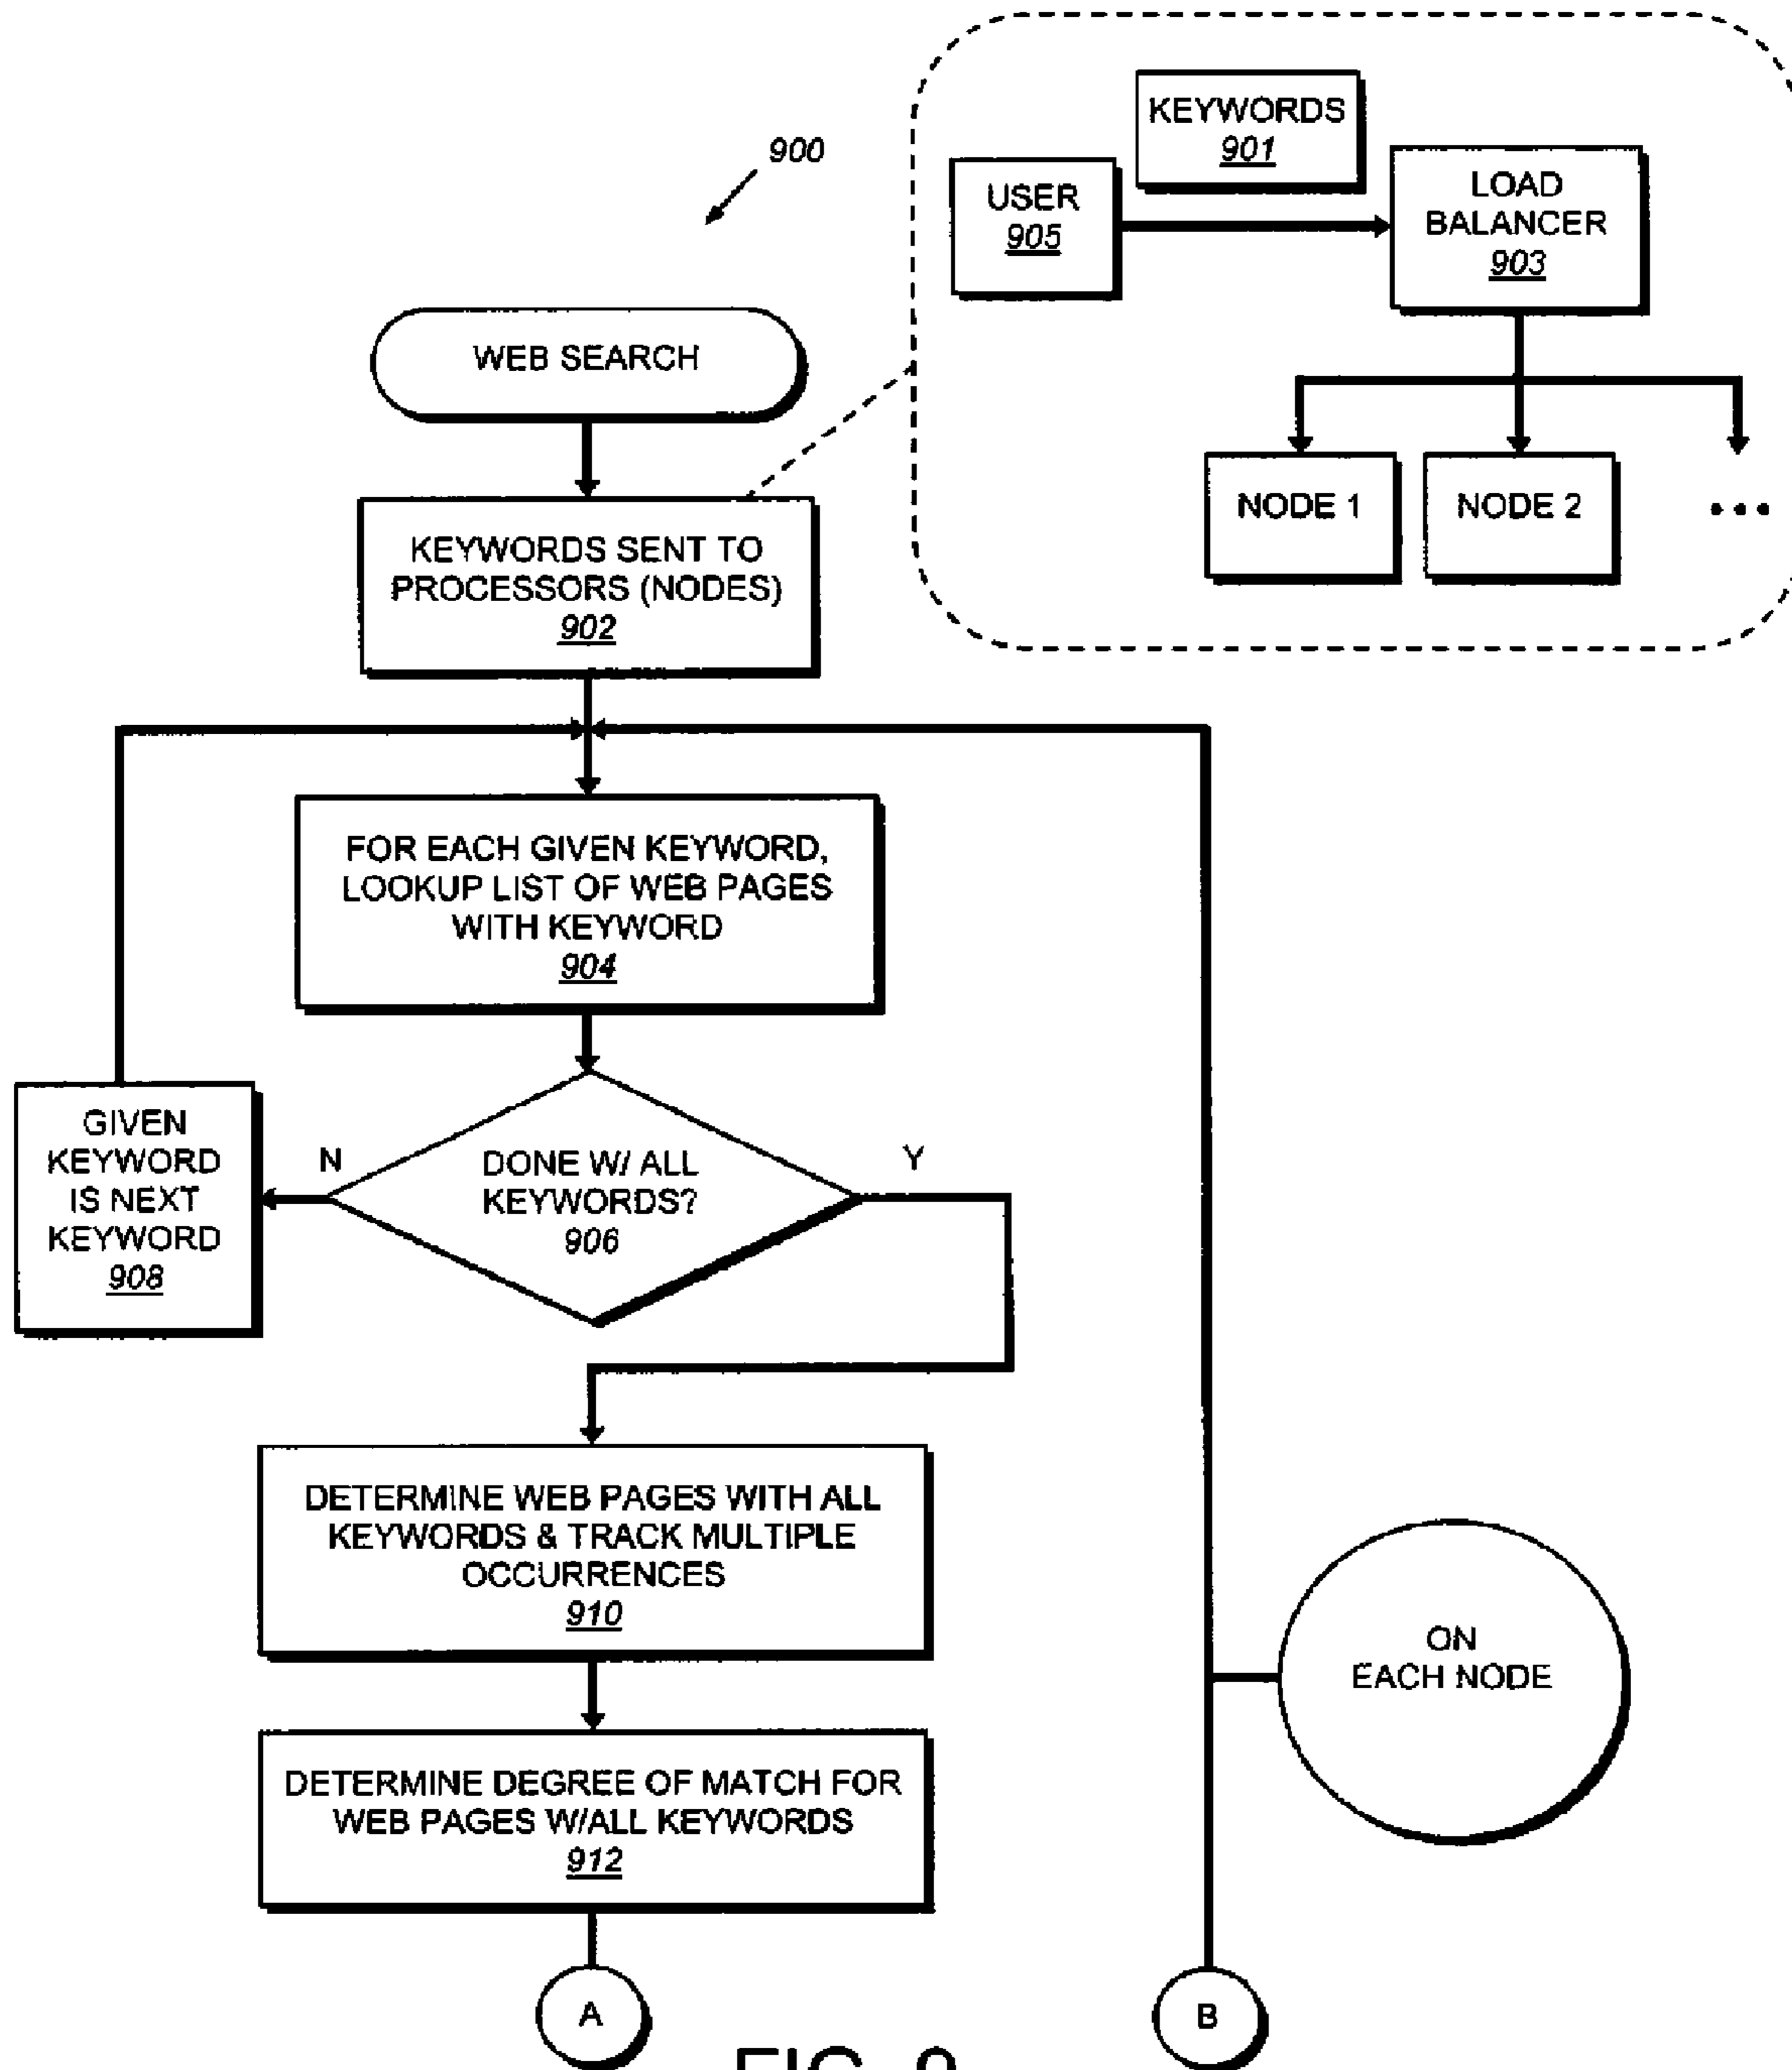 900
KEYWORDS
901
USER
905
LOAD
BALANCER
903
NODE 1
NODE 2
...
WEB SEARCH
KEYWORDS SENT TO
PROCESSORS (NODES)
902
FOR EACH GIVEN KEYWORD,
LOOKUP LIST OF WEB PAGES
WITH KEYWORD
904
GIVEN
KEYWORD
IS NEXT
KEYWORD
908
N
DONE W/ ALL
KEYWORDS?
906
Y
DETERMINE WEB PAGES WITH ALL
KEYWORDS & TRACK MULTIPLE
OCCURRENCES
910
ON
EACH NODE
DETERMINE DEGREE OF MATCH FOR
WEB PAGES W/ALL KEYWORDS
912
A
B